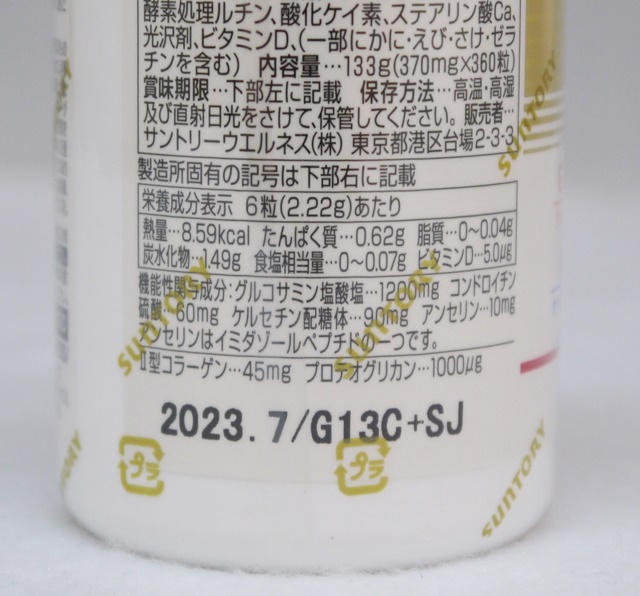 酵素処理ルチン、酸化ケイ素、ステアリン酸Ca、
光沢剤、ビタミンD、(一部にかに・えび・さけ・ゼラ
チンを含む) 内容量…133g(370mg×360粒)
賞味期限…下部左に記載 保存方法…高温・高湿
及び直射日光をさけて、保管してください。販売者…
サントリーウエルネス(株) 東京都港区台場2-3-3
製造所固有の記号は下部右に記載
栄養成分表示 6粒(2.22g)あたり
熱量…8.59kcal たんぱく質…0.62g 脂質…0〜0.04g
炭水化物…1.49g 食塩相当量…0〜0.07g ビタミンD…5.0μg
機能性関与成分:グルコサミン塩酸塩…1200mg コンドロイチン
硫酸…60mg ケルセチン配糖体…90mg アンセリン…10mg
アンセリンはイミダゾールペプチドの一つです。
Ⅱ型コラーゲン…45mg プロテオグリカン…1000μg
2023.7/G13C+SJ
プラ
プラ
SUNTORY
SUNTORY
SUNTORY
SUNTORY
SUNTORY